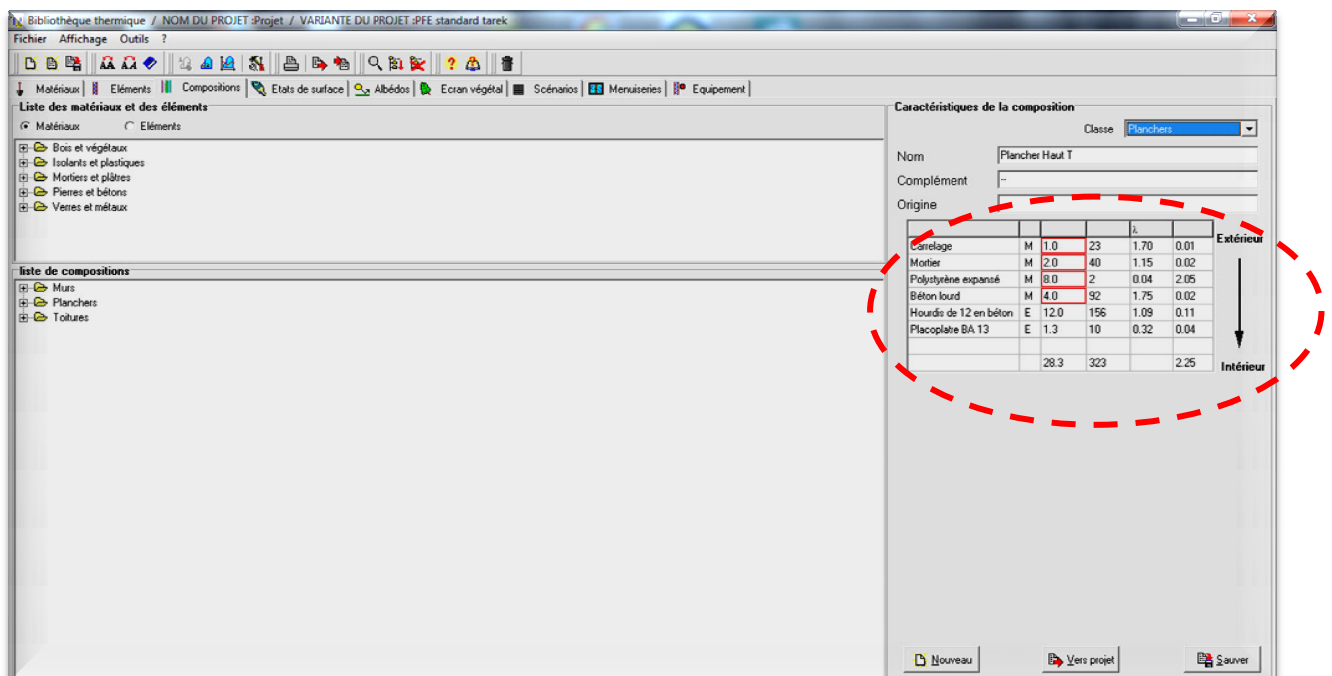 Bibliothèque thermique / NOM DU PROJET :Projet / VARIANTE DU PROJET :PFE standard tarek
Fichier Affichage Outils ?
Matériaux Eléments Compositions Etats de surface Albédos Ecran végétal Scénarios Menuiseries Equipement
Liste des matériaux et des éléments
Matériaux Eléments
Bois et végétaux
Isolants et plastiques
Mortiers et plâtres
Pierres et bétons
Verres et métaux
liste de compositions
Murs
Planchers
Toitures
Caractéristiques de la composition
Classe Planchers
Nom Plancher Haut T
Complément --
Origine
λ
Carrelage M 1.0 23 1.70 0.01
Mortier M 2.0 40 1.15 0.02
Polystyrène expansé M 8.0 2 0.04 2.05
Béton lourd M 4.0 92 1.75 0.02
Hourdis de 12 en béton E 12.0 156 1.09 0.11
Placoplatre BA 13 E 1.3 10 0.32 0.04
28.3 323 2.25
Extérieur
Intérieur
Nouveau Vers projet Sauver